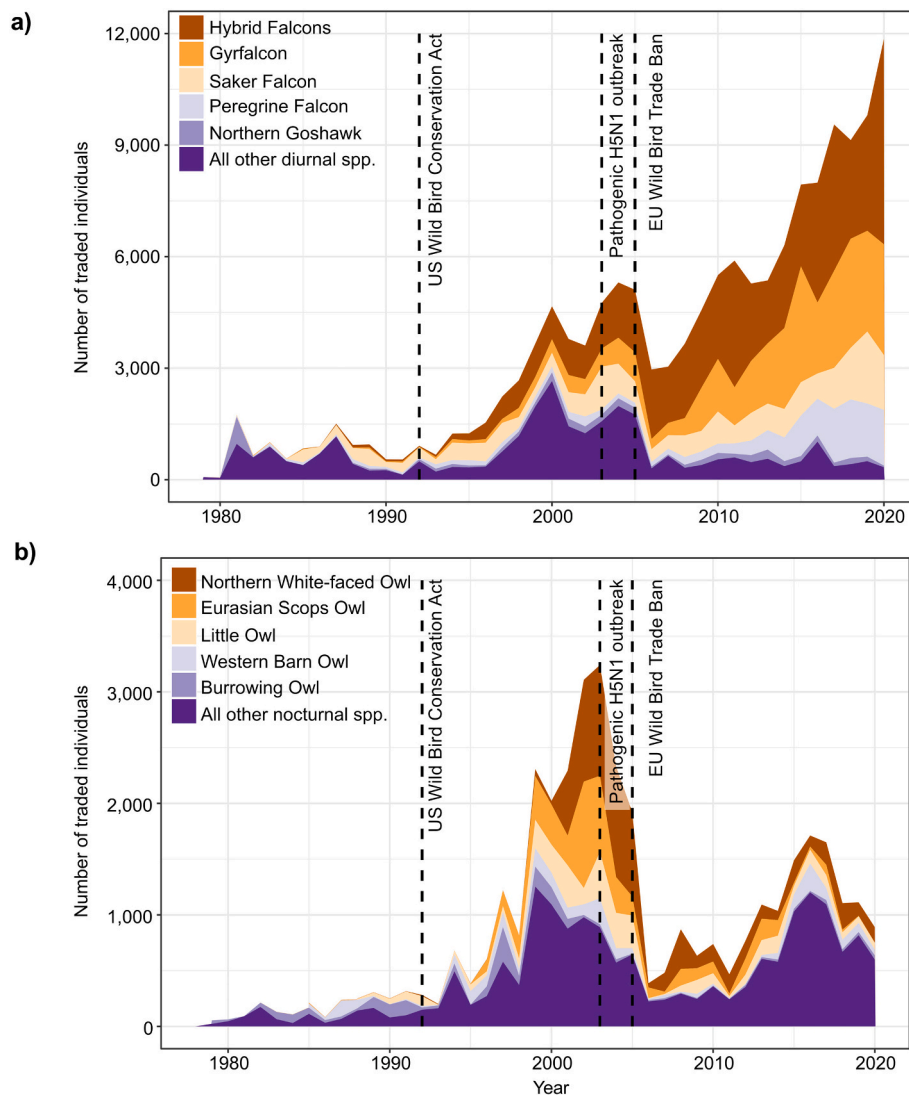 a)
Hybrid Falcons
Gyrfalcon
Saker Falcon
Peregrine Falcon
Northern Goshawk
All other diurnal spp.
US Wild Bird Conservation Act
Pathogenic H5N1 outbreak
EU Wild Bird Trade Ban
Number of traded individuals
12,000
9,000
6,000
3,000
0
1980
1990
2000
2010
2020
b)
Northern White-faced Owl
Eurasian Scops Owl
Little Owl
Western Barn Owl
Burrowing Owl
All other nocturnal spp.
US Wild Bird Conservation Act
Pathogenic H5N1 outbreak
EU Wild Bird Trade Ban
Number of traded individuals
4,000
3,000
2,000
1,000
0
1980
1990
2000
2010
2020
Year